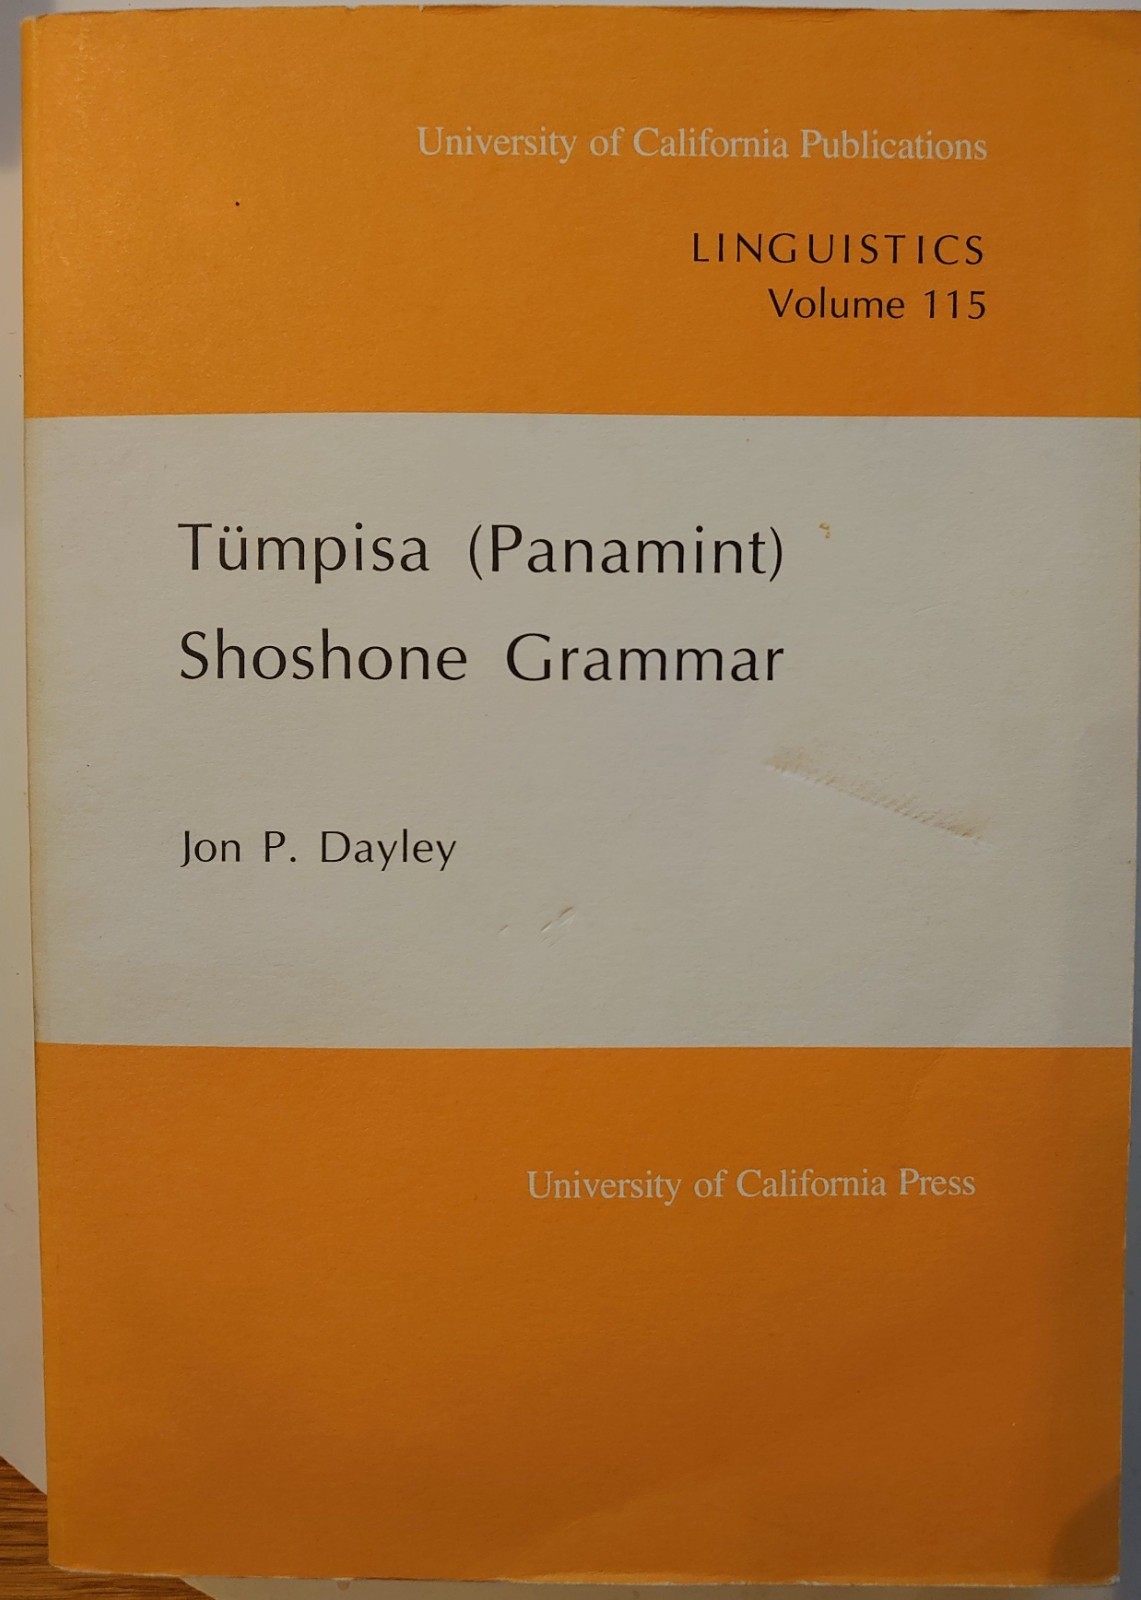 University of California Publications
LINGUISTICS
Volume 115
Tümpisa (Panamint)
Shoshone Grammar
Jon P. Dayley
University of California Press